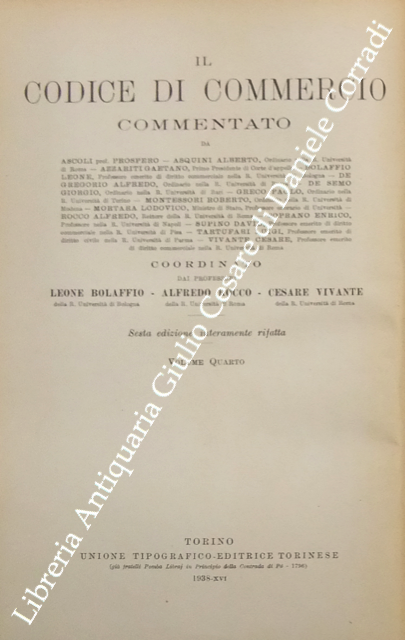 IL
CODICE DI COMMERCIO
COMMENTATO
DA
ASCOLI prof. PROSPERO — ASQUINI ALBERTO, Ordinario R. Università
di Roma — AZZARITI GAETANO, Primo Presidente di Corte d'appello BOLAFFIO
LEONE, Professore emerito di diritto commerciale nella R. Università di Bologna — DE
GREGORIO ALFREDO, Ordinario nella R. Università di DE SEMO
GIORGIO, Ordinario nella R. Università di Bari — GRECO PAOLO, Ordinario nella
R. Università di Torino — MONTESSORI ROBERTO, Ordinario nella R. Università di
Modena — MORTARA LODOVICO, Ministro di Stato, Professore onorario di Università —
ROCCO ALFREDO, Rettore della R. Università di Roma — SOPRANO ENRICO,
Professore nella R. Università di Napoli — SUPINO DAVID, Professore emerito di diritto
commerciale nella R. Università di Pisa — TARTUFARI LUIGI, Professore emerito di
diritto civile nella R. Università di Parma — VIVANTE CESARE, Professore emerito
di diritto commerciale nella R. Università di Roma
COORDINATO
DAI PROFESSORI
LEONE BOLAFFIO - ALFREDO ROCCO - CESARE VIVANTE
della R. Università di Bologna della R. Università di Roma della R. Università di Roma
Sesta edizione interamente rifatta
VOLUME QUARTO
TORINO
UNIONE TIPOGRAFICO-EDITRICE TORINESE
(già fratelli Pomba Librai in Principio della Contrada di Po - 1796)
1938-XVI
Libreria Antiquaria Giulio Cesare di Daniele Corradi